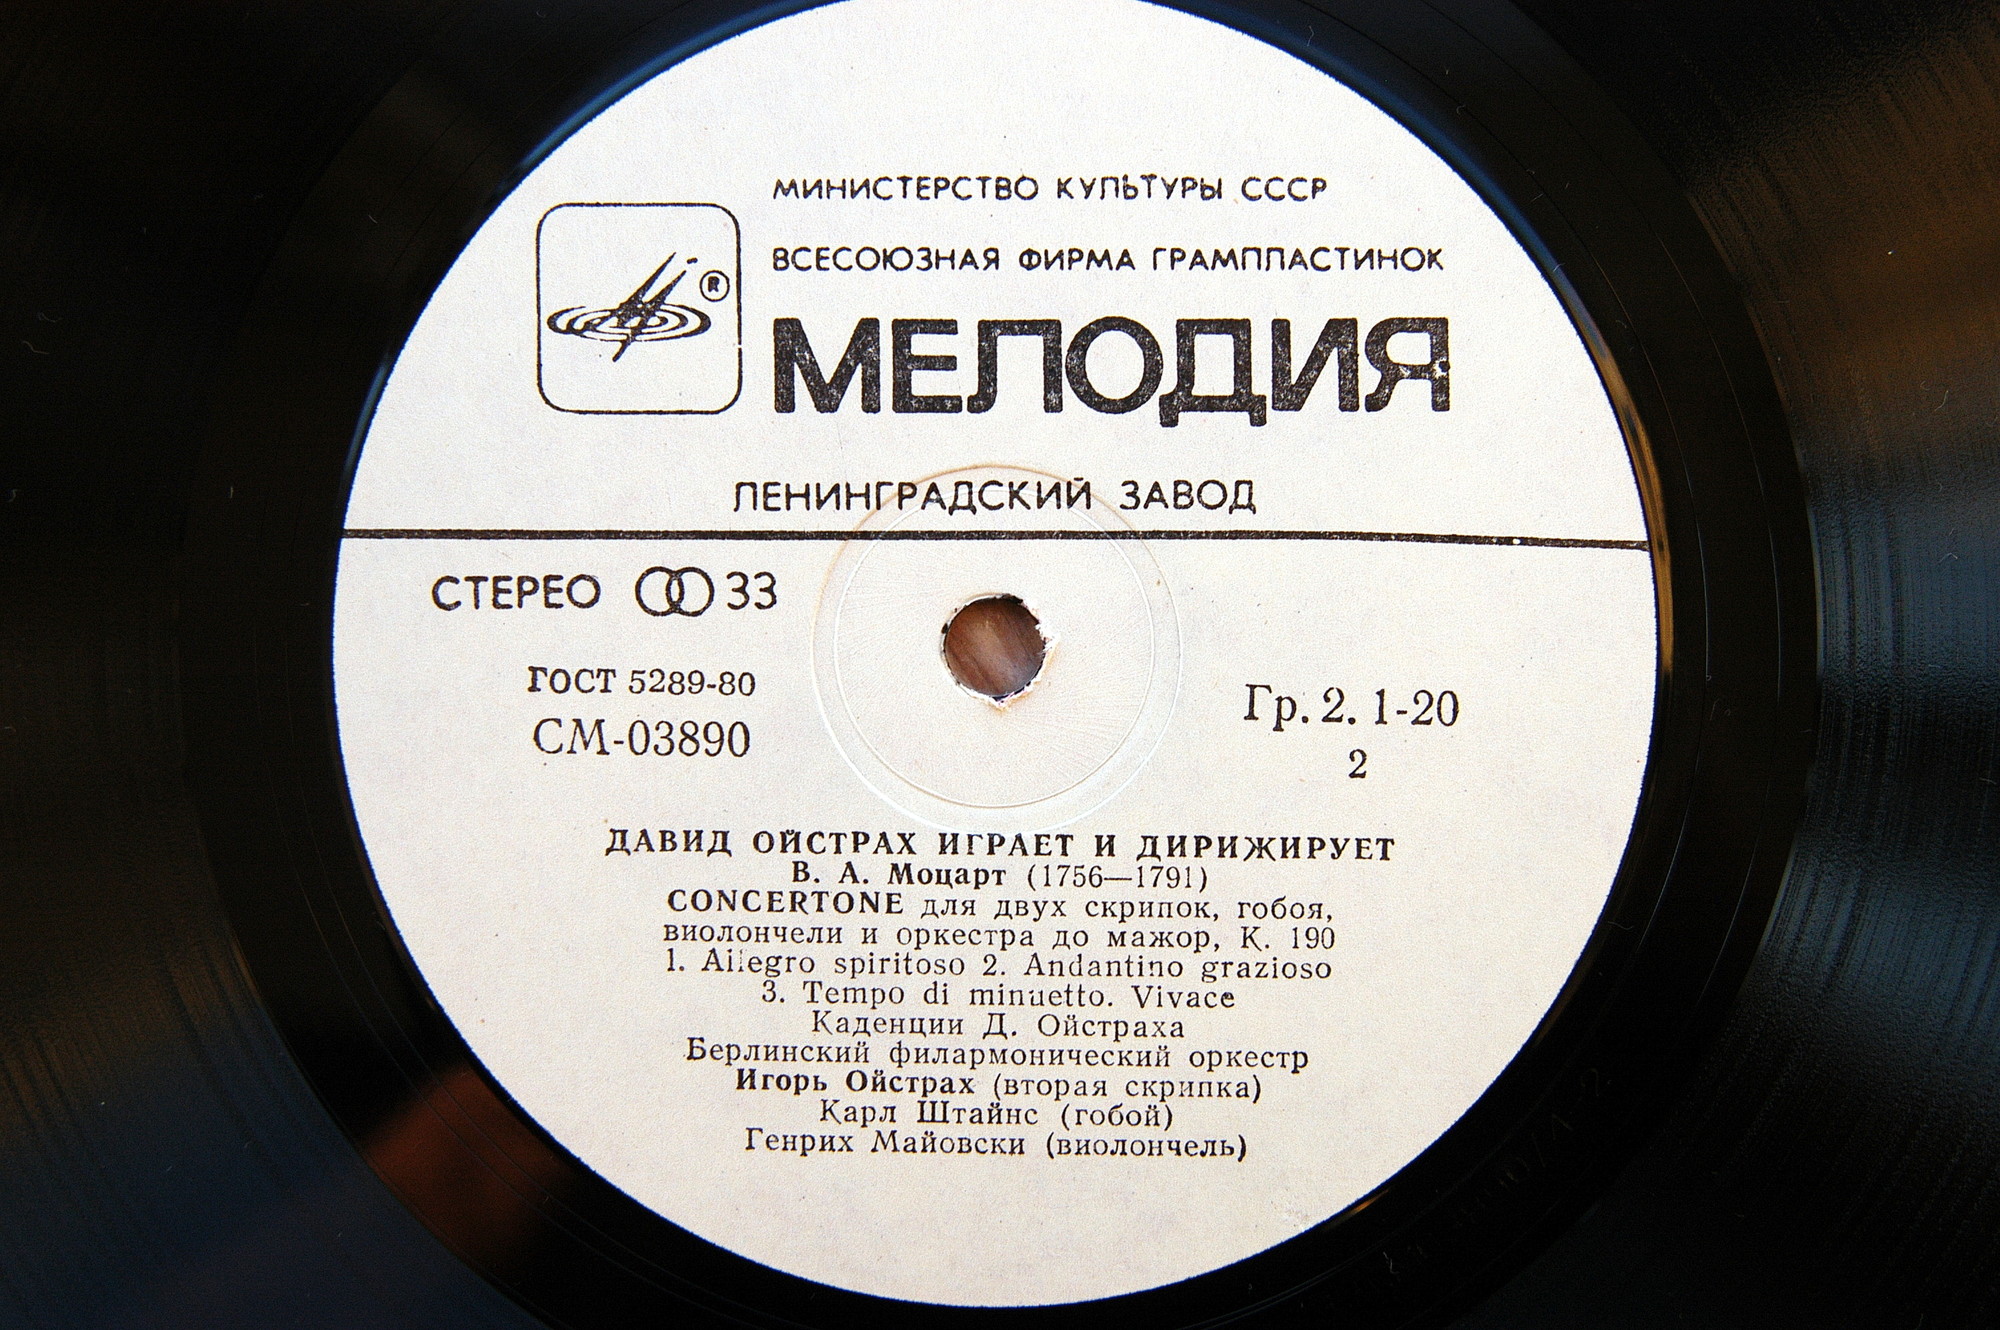 МИНИСТЕРСТВО КУЛЬТУРЫ СССР
ВСЕСОЮЗНАЯ ФИРМА ГРАМПЛАСТИНОК
®
МЕЛОДИЯ
ЛЕНИНГРАДСКИЙ ЗАВОД
СТЕРЕО 33
ГОСТ 5289-80
СМ-03890
Гр. 2. 1-20
2
ДАВИД ОЙСТРАХ ИГРАЕТ И ДИРИЖИРУЕТ
В. А. Моцарт (1756—1791)
CONCERTONE для двух скрипок, гобоя,
виолончели и оркестра до мажор, К. 190
1. Allegro spiritoso 2. Andantino grazioso
3. Tempo di minuetto. Vivace
Каденции Д. Ойстраха
Берлинский филармонический оркестр
Игорь Ойстрах (вторая скрипка)
Карл Штайнс (гобой)
Генрих Майовски (виолончель)